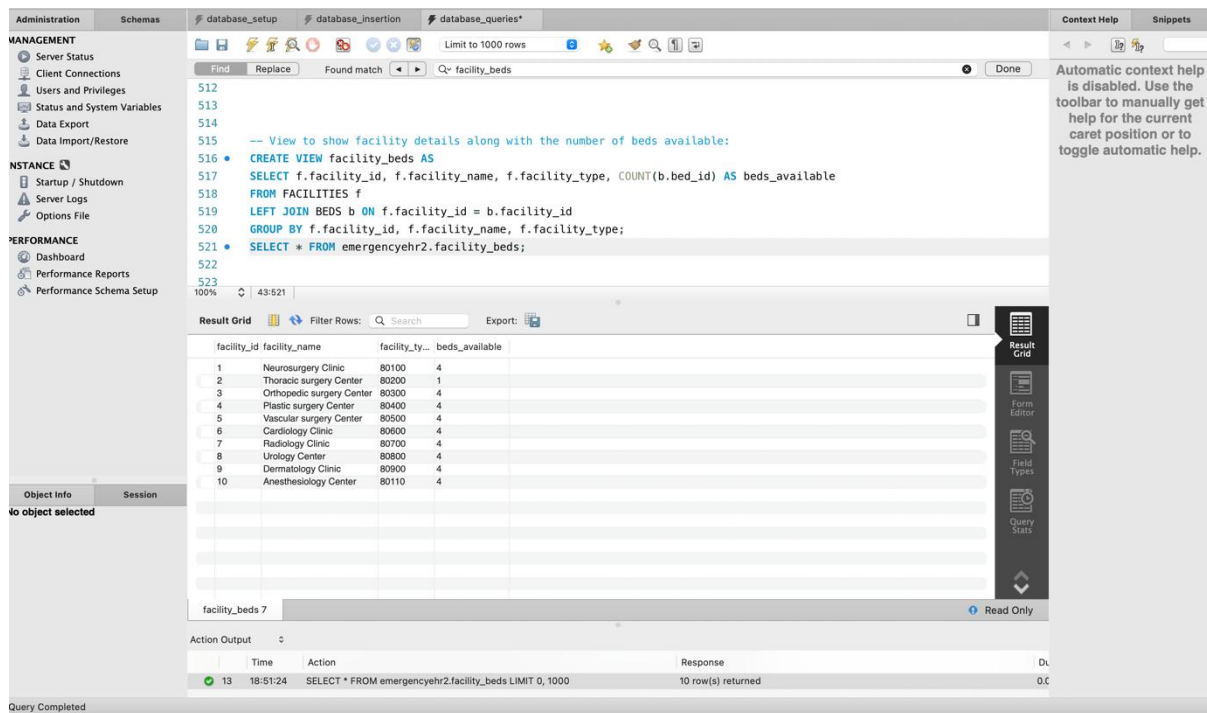 Administration Schemas
MANAGEMENT
Server Status
Client Connections
Users and Privileges
Status and System Variables
Data Export
Data Import/Restore
INSTANCE
Startup / Shutdown
Server Logs
Options File
PERFORMANCE
Dashboard
Performance Reports
Performance Schema Setup
Object Info Session
No object selected
database_setup database_insertion database_queries*
Limit to 1000 rows
Find Replace Found match facility_beds Done
512
513
514
515 -- View to show facility details along with the number of beds available:
516 CREATE VIEW facility_beds AS
517 SELECT f.facility_id, f.facility_name, f.facility_type, COUNT(b.bed_id) AS beds_available
518 FROM FACILITIES f
519 LEFT JOIN BEDS b ON f.facility_id = b.facility_id
520 GROUP BY f.facility_id, f.facility_name, f.facility_type;
521 SELECT * FROM emergencyehr2.facility_beds;
522
523
100% 43:521
Result Grid Filter Rows: Search Export:
facility_id facility_name facility_ty... beds_available
1 Neurosurgery Clinic 80100 4
2 Thoracic surgery Center 80200 1
3 Orthopedic surgery Center 80300 4
4 Plastic surgery Center 80400 4
5 Vascular surgery Center 80500 4
6 Cardiology Clinic 80600 4
7 Radiology Clinic 80700 4
8 Urology Center 80800 4
9 Dermatology Clinic 80900 4
10 Anesthesiology Center 80110 4
Result
Grid
Form
Editor
Field
Types
Query
Stats
facility_beds 7 Read Only
Action Output
Time Action Response Du
13 18:51:24 SELECT * FROM emergencyehr2.facility_beds LIMIT 0, 1000 10 row(s) returned 0.0
Query Completed
Context Help Snippets
Automatic context help
is disabled. Use the
toolbar to manually get
help for the current
caret position or to
toggle automatic help.